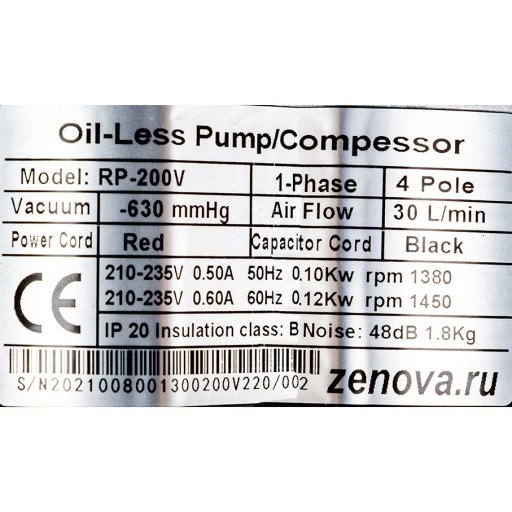 Oil-Less Pump/Compessor
Model: RP-200V 1-Phase 4 Pole
Vacuum -630 mmHg Air Flow 30 L/min
Power Cord Red Capacitor Cord Black
CE 210-235V 0.50A 50Hz 0.10Kw rpm 1380
210-235V 0.60A 60Hz 0.12Kw rpm 1450
IP 20 Insulation class: B Noise: 48dB 1.8Kg
S/N2021008001300200V220/002 zenova.ru